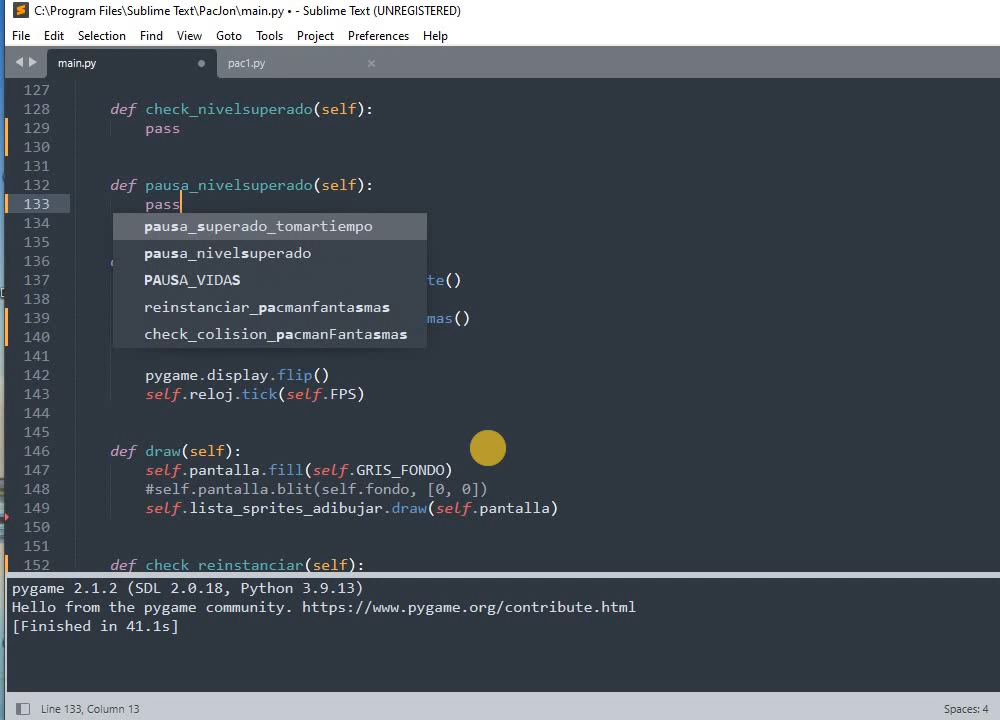 C:\Program Files\Sublime Text\PacJon\main.py • - Sublime Text (UNREGISTERED)
File Edit Selection Find View Goto Tools Project Preferences Help
main.py pac1.py
127
128 def check_nivelsuperado(self):
129 pass
130
131
132 def pausa_nivelsuperado(self):
133 pass
134 pausa_superado_tomartiempo
135 pausa_nivelsuperado
136 PAUSA_VIDAS
137 te()
138 reinstanciar_pacmanfantasmas
139 mas()
140 check_colision_pacmanFantasmas
141
142 pygame.display.flip()
143 self.reloj.tick(self.FPS)
144
145
146 def draw(self):
147 self.pantalla.fill(self.GRIS_FONDO)
148 #self.pantalla.blit(self.fondo, [0, 0])
149 self.lista_sprites_adibujar.draw(self.pantalla)
150
151
152 def check_reinstanciar(self):
pygame 2.1.2 (SDL 2.0.18, Python 3.9.13)
Hello from the pygame community. https://www.pygame.org/contribute.html
[Finished in 41.1s]
Line 133, Column 13 Spaces: 4